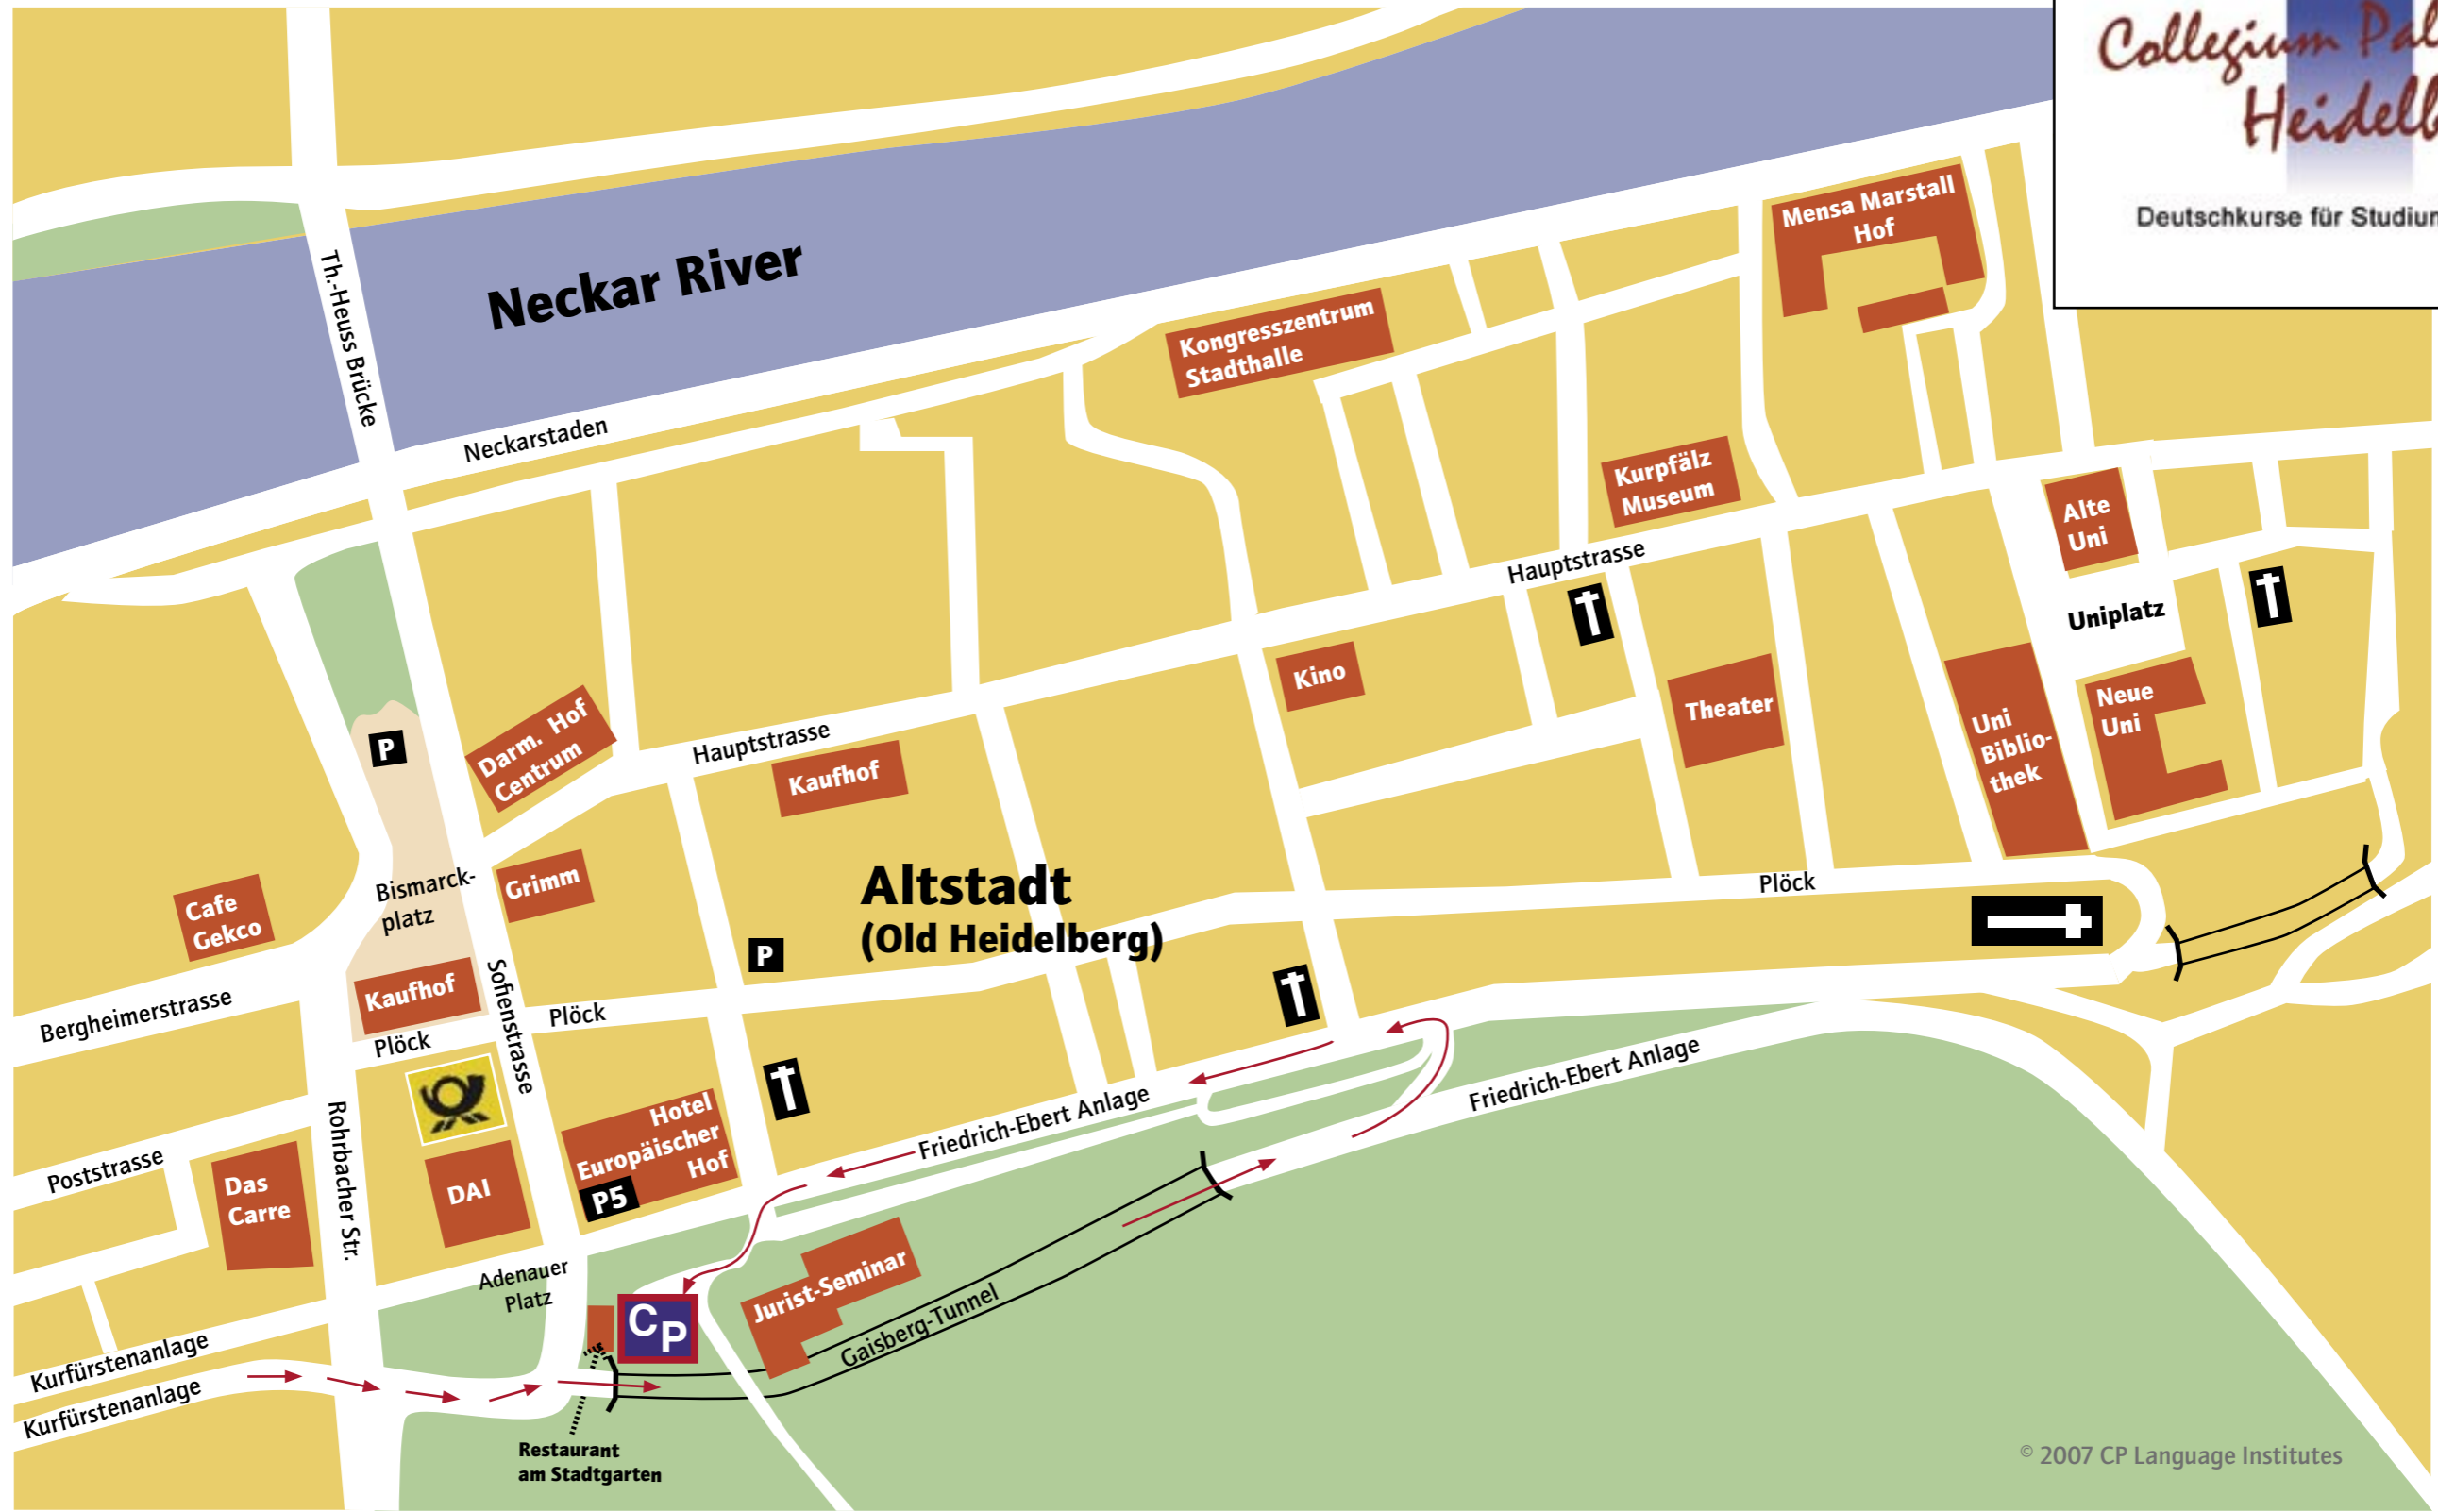 Collegium
Heidelb
Deutschkurse für Studiu
Mensa Marstall
Hof
Neckar River
Th.-Heuss Brücke
Kongresszentrum
Stadthalle
Neckarstaden
Kurpfälz
Museum
Alte
Uni
Hauptstrasse
Uniplatz
Kino
Theater
Neue
Uni
Uni
Biblio-
thek
Darm. Hof
Centrum
P
Hauptstrasse
Kaufhof
Grimm
Bismarck-
platz
Cafe
Gekco
Altstadt
(Old Heidelberg)
P
Plöck
Kaufhof
Sofienstrasse
Bergheimerstrasse
Plöck
Plöck
Hotel
Europäischer
Hof
P5
Friedrich-Ebert Anlage
Friedrich-Ebert Anlage
Rohrbacher Str.
Poststrasse
Das
Carre
DAI
Adenauer
Platz
CP
Jurist-Seminar
Gaisberg-Tunnel
Kurfürstenanlage
Kurfürstenanlage
Restaurant
am Stadtgarten
© 2007 CP Language Institutes